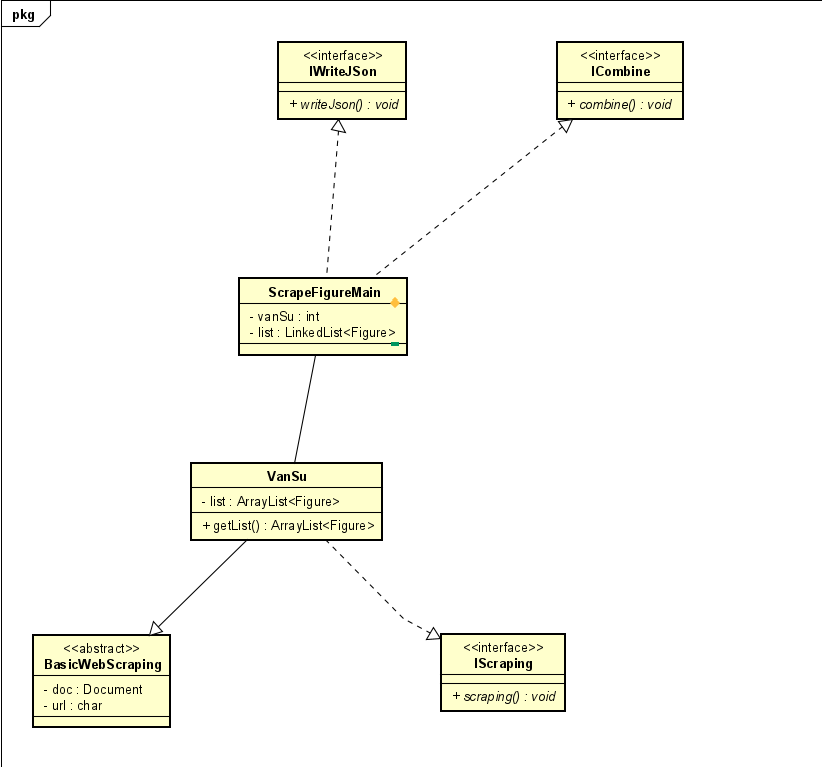 pkg
<<interface>>
IWriteJSon
+ writeJson() : void
<<interface>>
ICombine
+ combine() : void
ScrapeFigureMain
- vanSu : int
- list : LinkedList<Figure>
VanSu
- list : ArrayList<Figure>
+ getList() : ArrayList<Figure>
<<abstract>>
BasicWebScraping
- doc : Document
- url : char
<<interface>>
IScraping
+ scraping() : void